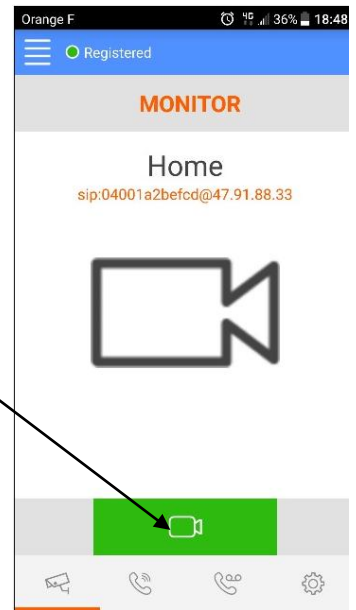 Orange F 4G 36% 18:48
Registered
MONITOR
Home
sip:04001a2befcd@47.91.88.33